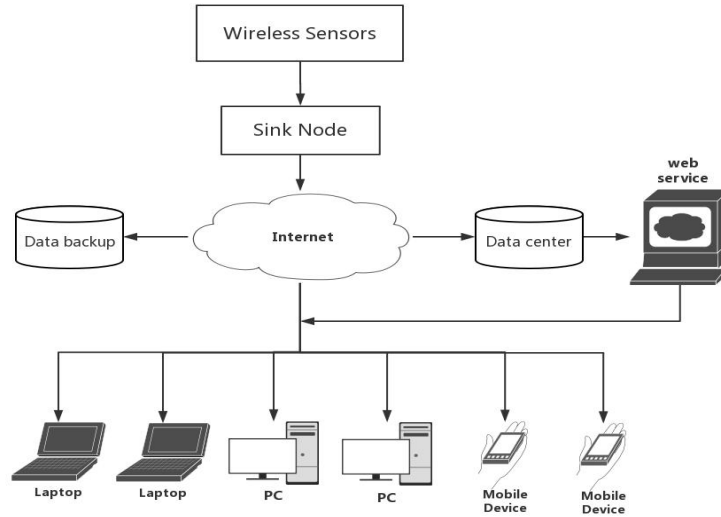 Wireless Sensors
Sink Node
web
service
Data backup
Internet
Data center
Laptop
Laptop
PC
PC
Mobile
Device
Mobile
Device